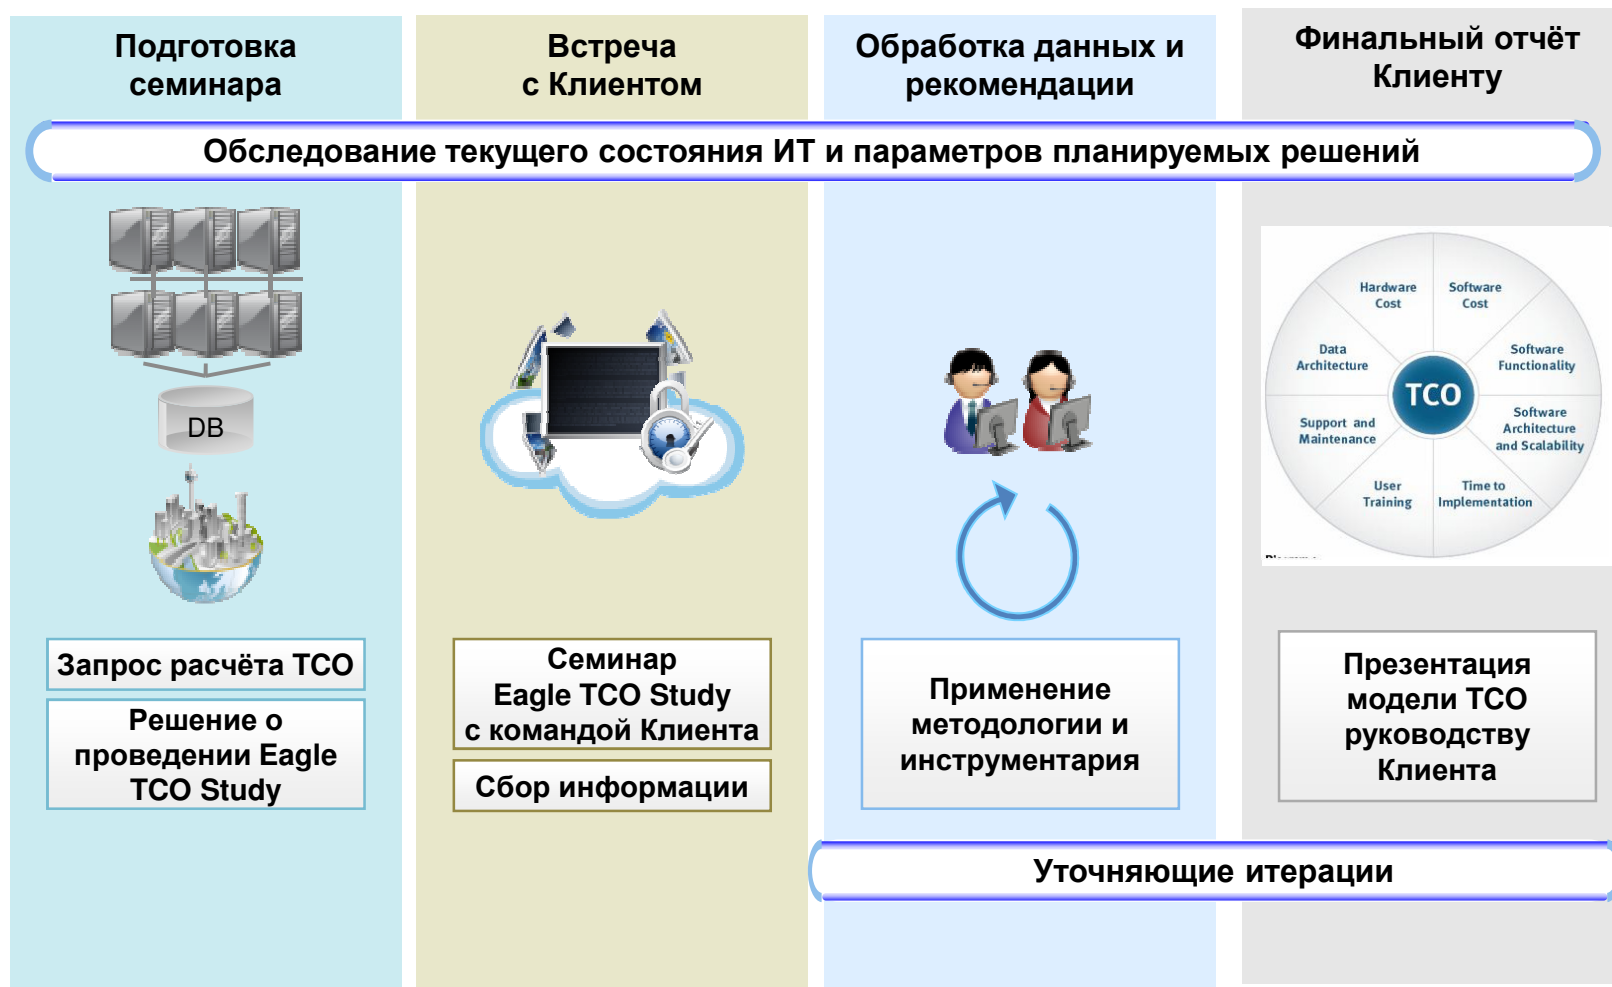 Подготовка
семинара
Встреча
с Клиентом
Обработка данных и
рекомендации
Финальный отчёт
Клиенту
Обследование текущего состояния ИТ и параметров планируемых решений
DB
Hardware
Cost
Software
Cost
Data
Architecture
Software
Functionality
TCO
Support and
Maintenance
Software
Architecture
and Scalability
User
Training
Time to
Implementation
Запрос расчёта TCO
Решение о
проведении Eagle
TCO Study
Семинар
Eagle TCO Study
с командой Клиента
Сбор информации
Применение
методологии и
инструментария
Презентация
модели TCO
руководству
Клиента
Уточняющие итерации